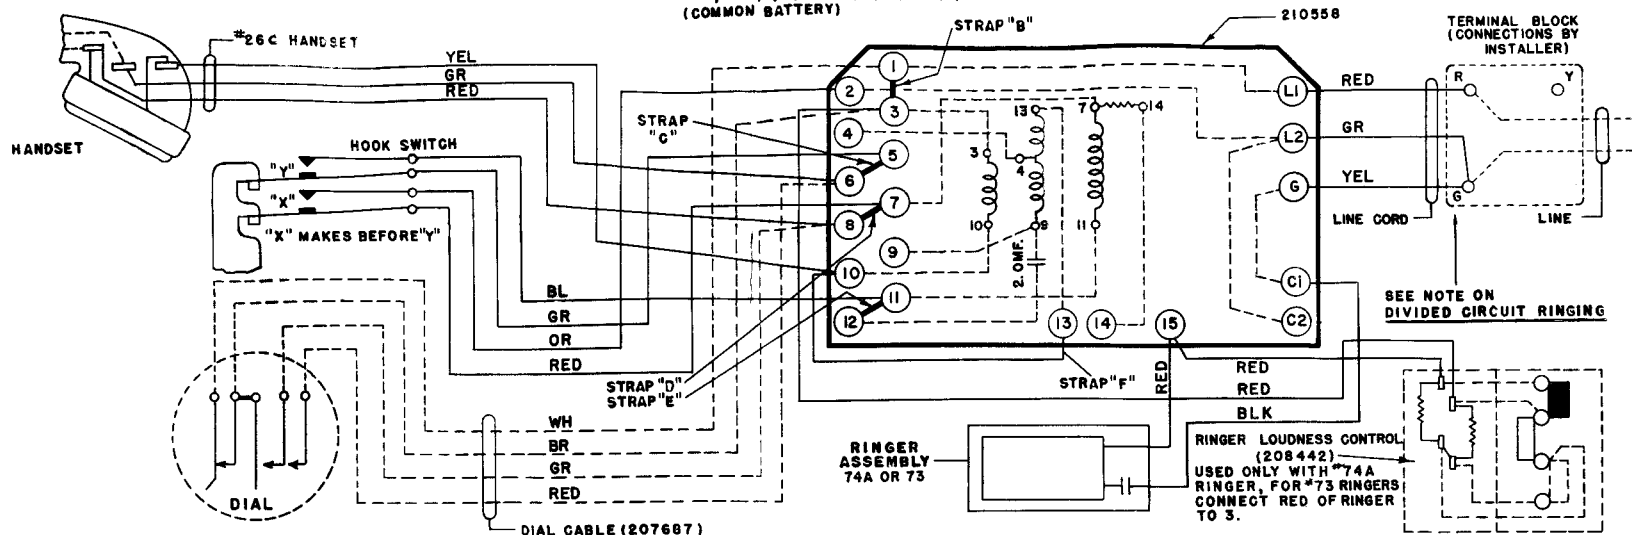 (COMMON BATTERY)
STRAP "B"
210558
TERMINAL BLOCK
(CONNECTIONS BY
INSTALLER)
#26C HANDSET
YEL
GR
RED
HANDSET
HOOK SWITCH
"Y"
"X"
"X" MAKES BEFORE "Y"
STRAP
"C"
1
2
3
4
5
6
7
8
9
10
11
12
13
14
15
13
7
14
3
4
10
9
11
2.0MF.
L1
L2
G
C1
C2
RED
GR
YEL
R
Y
G
LINE CORD
LINE
SEE NOTE ON
DIVIDED CIRCUIT RINGING
BL
GR
OR
RED
STRAP "D"
STRAP "E"
STRAP "F"
RED
RED
RED
BLK
WH
BR
GR
RED
DIAL
DIAL CABLE (207687)
RINGER
ASSEMBLY
74A OR 73
RINGER LOUDNESS CONTROL
(208442)
USED ONLY WITH #74A
RINGER, FOR #73 RINGERS
CONNECT RED OF RINGER
TO 3.